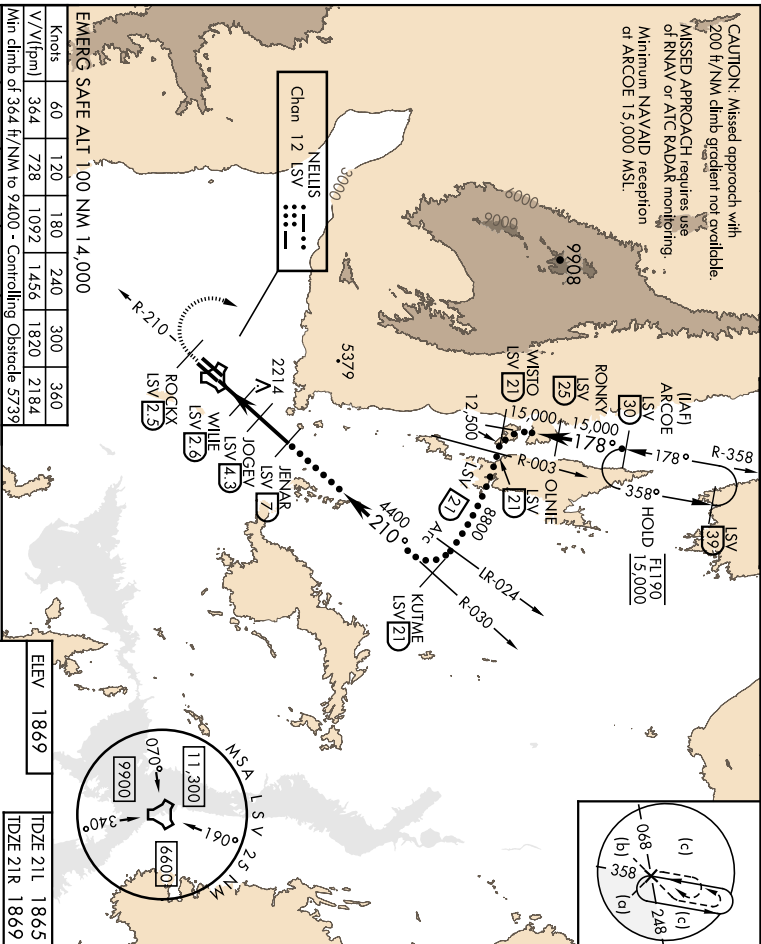 CAUTION: Missed approach with
200 ft/NM climb gradient not available.
MISSED APPROACH requires use
of RNAV or ATC RADAR monitoring.
Minimum NAVAID reception
at ARCOE 15,000 MSL.
6000
9000
9908
3000
5379
NELLIS
Chan 12 LSV
(IAF)
ARCOE
LSV
30
RONKY
LSV
25
WISTO
LSV 21
15,000
15,000
178°
178°
R-358
358°
LSV
39
HOLD
FL190
15,000
12,500
R-003
OLNIE
LSV
21
LSV 21 Arc
8800
LR-024
R-030
KUTME
LSV 21
4400
210°
JENAR
LSV
7
JOGEV
LSV 4.3
WILLIE
LSV 2.6
ROCKX
LSV 2.5
2214
V
R-210
EMERG SAFE ALT 100 NM 14,000
Knots 60 120 180 240 300 360
V/V(fpm) 364 728 1092 1456 1820 2184
Min climb of 364 ft/NM to 9400 - Controlling Obstacle 5739
(c)
068
(b)
358
(a)
248
(c)
MSA LSV 25 NM
11,300
070°
190°
9900
6600
340°
ELEV 1869
TDZE 21L 1865
TDZE 21R 1869